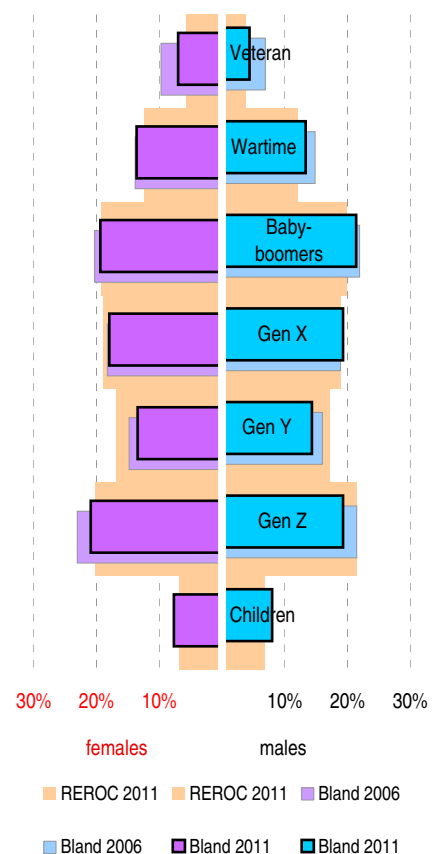 Veteran
Wartime
Baby-
boomers
Gen X
Gen Y
Gen Z
Children
30% 20% 10% 10% 20% 30%
females males
REROC 2011 REROC 2011 Bland 2006
Bland 2006 Bland 2011 Bland 2011